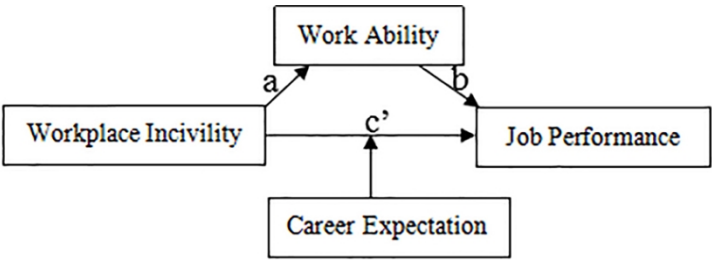 Work Ability
a
b
Workplace Incivility
c’
Job Performance
Career Expectation